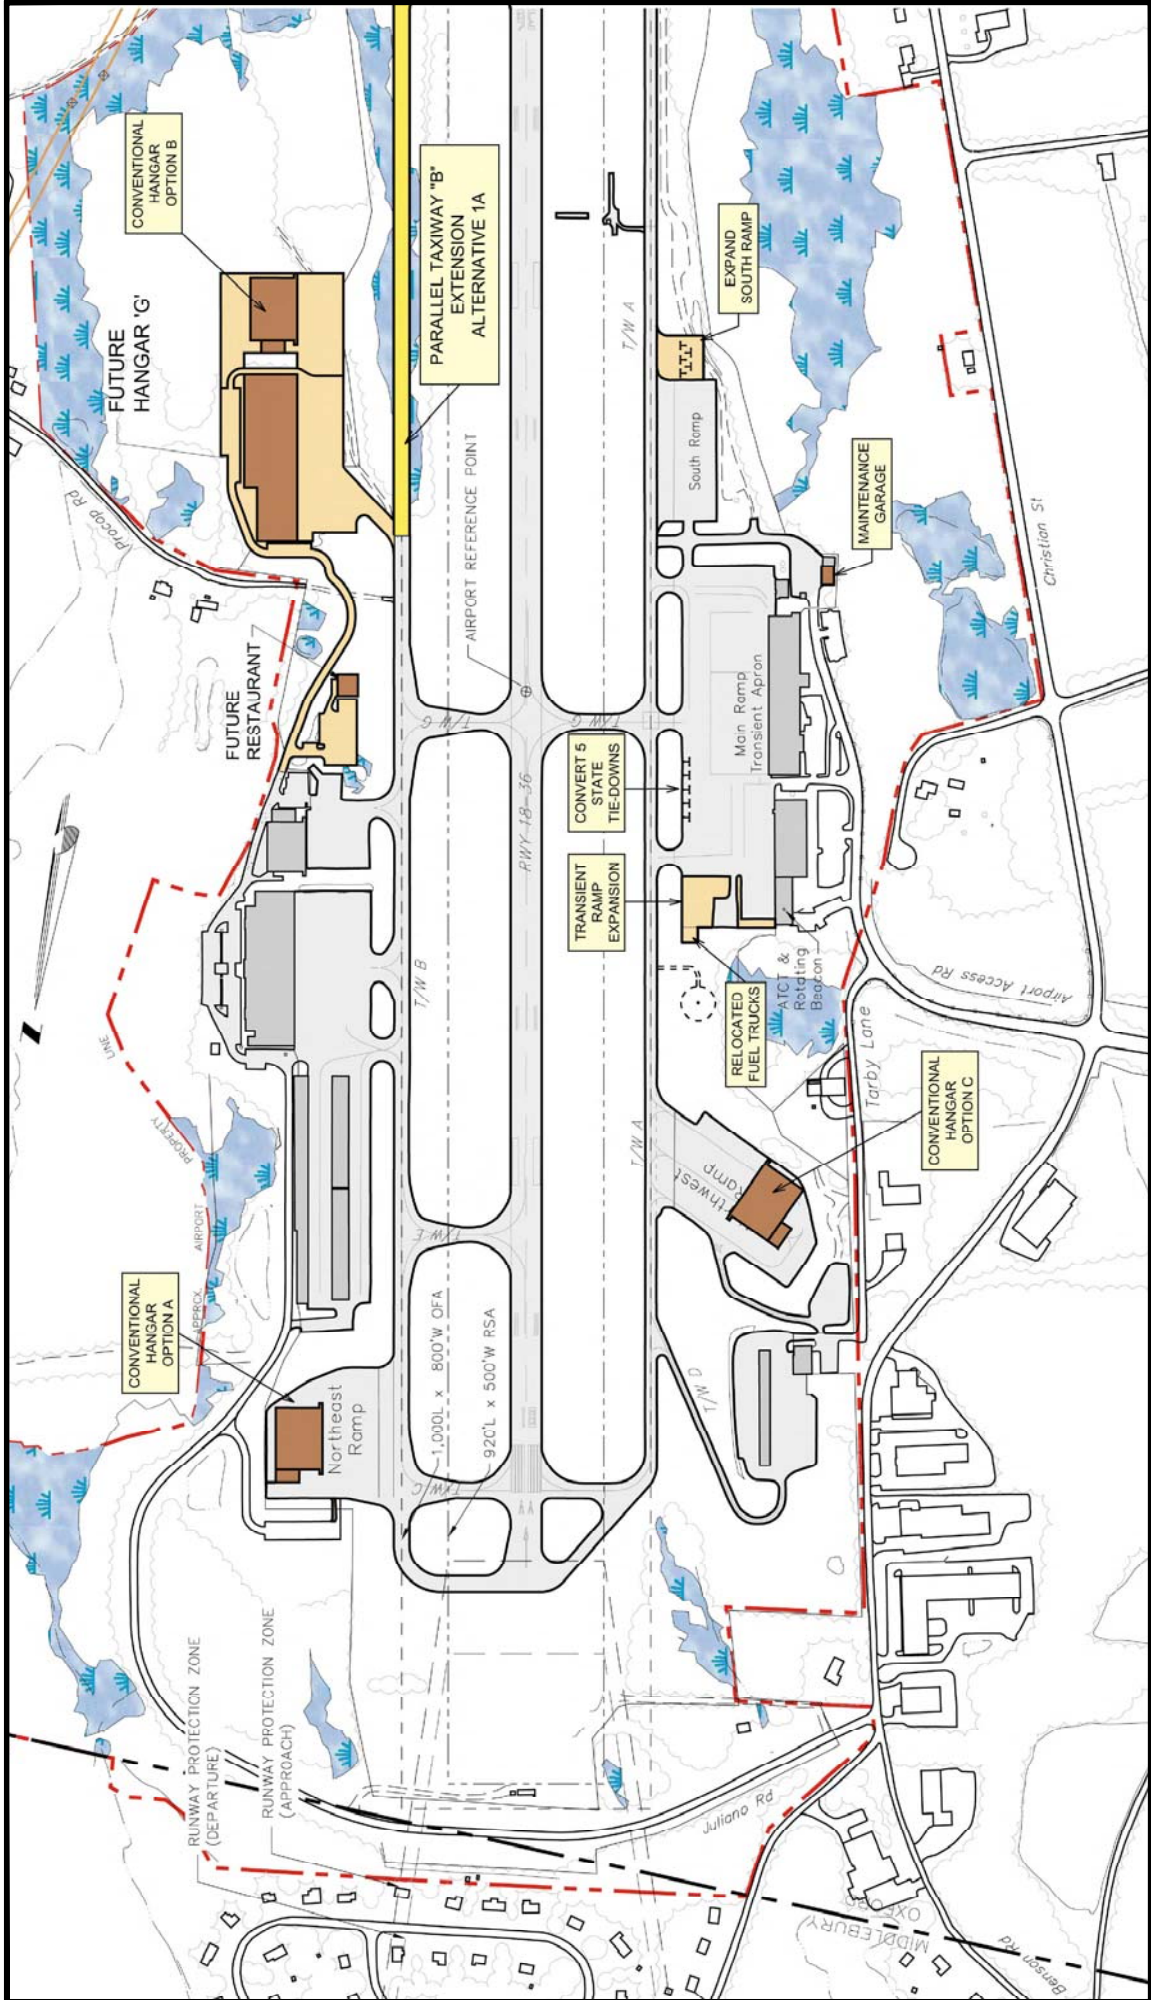 CONVENTIONAL
HANGAR
OPTION B
FUTURE
HANGAR 'G'
PARALLEL TAXIWAY "B"
EXTENSION
ALTERNATIVE 1A
EXPAND
SOUTH RAMP
T/W A
Procop Rd
AIRPORT REFERENCE POINT
South Ramp
MAINTENANCE
GARAGE
Christian St
FUTURE
RESTAURANT
T/W G
T/W G
Main Ramp
Transient Apron
CONVERT 5
STATE
TIE-DOWNS
RWY 18-36
TRANSIENT
RAMP
EXPANSION
T/W B
RELOCATED
FUEL TRUCKS
ATCT &
Rotating
Beacon
Airport Access Rd
Tarby Lane
APPRX. AIRPORT PROPERTY LINE
T/W A
CONVENTIONAL
HANGAR
OPTION C
Ramp
T/W E
CONVENTIONAL
HANGAR
OPTION A
1,000L x 800'W OFA
920'L x 500'W RSA
Northeast
Ramp
T/W D
T/W C
RUNWAY PROTECTION ZONE
(DEPARTURE)
RUNWAY PROTECTION ZONE
(APPROACH)
Juliano Rd
OXFORD
MIDDLEBURY
Benson Rd